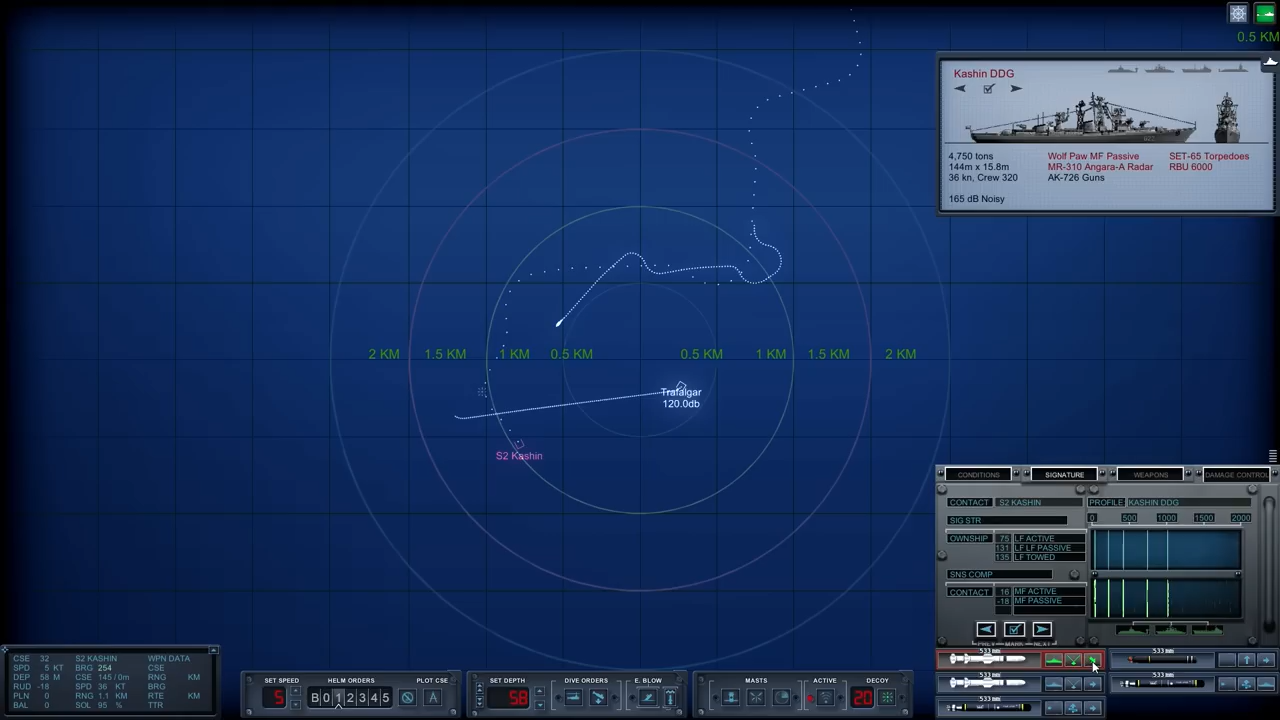 0.5 KM
Kashin DDG
4,750 tons
144m x 15.8m
36 kn, Crew 320
Wolf Paw MF Passive
MR-310 Angara-A Radar
AK-726 Guns
SET-65 Torpedoes
RBU 6000
165 dB Noisy
2 KM 1.5 KM 1 KM 0.5 KM 0.5 KM 1 KM 1.5 KM 2 KM
Trafalgar
120.0db
S2 Kashin
CONDITIONS SIGNATURE WEAPONS DAMAGE CONTROL
CONTACT S2 KASHIN PROFILE KASHIN DDG
SIG STR 0 500 1000 1500 2000
OWNSHIP 75 LF ACTIVE
131 LF LF PASSIVE
135 LF TOWED
SNS COMP
CONTACT 16 MF ACTIVE
-18 MF PASSIVE
PREV MARK NEXT
533 mm 533 mm
533 mm 533 mm
533 mm
CSE 32 S2 KASHIN WPN DATA
SPD 5 KT BRG 254 CSE
DEP 58 M CSE 145 / 0m RNG KM
RUD -18 SPD 36 KT BRG
PLN 0 RNG 1.1 KM RTE KM
BAL 0 SOL 95 % TTR
SET SPEED HELM ORDERS PLOT CSE
5 B 0 1 2 3 4 5 A
SET DEPTH DIVE ORDERS E. BLOW
58
MASTS ACTIVE DECOY
20